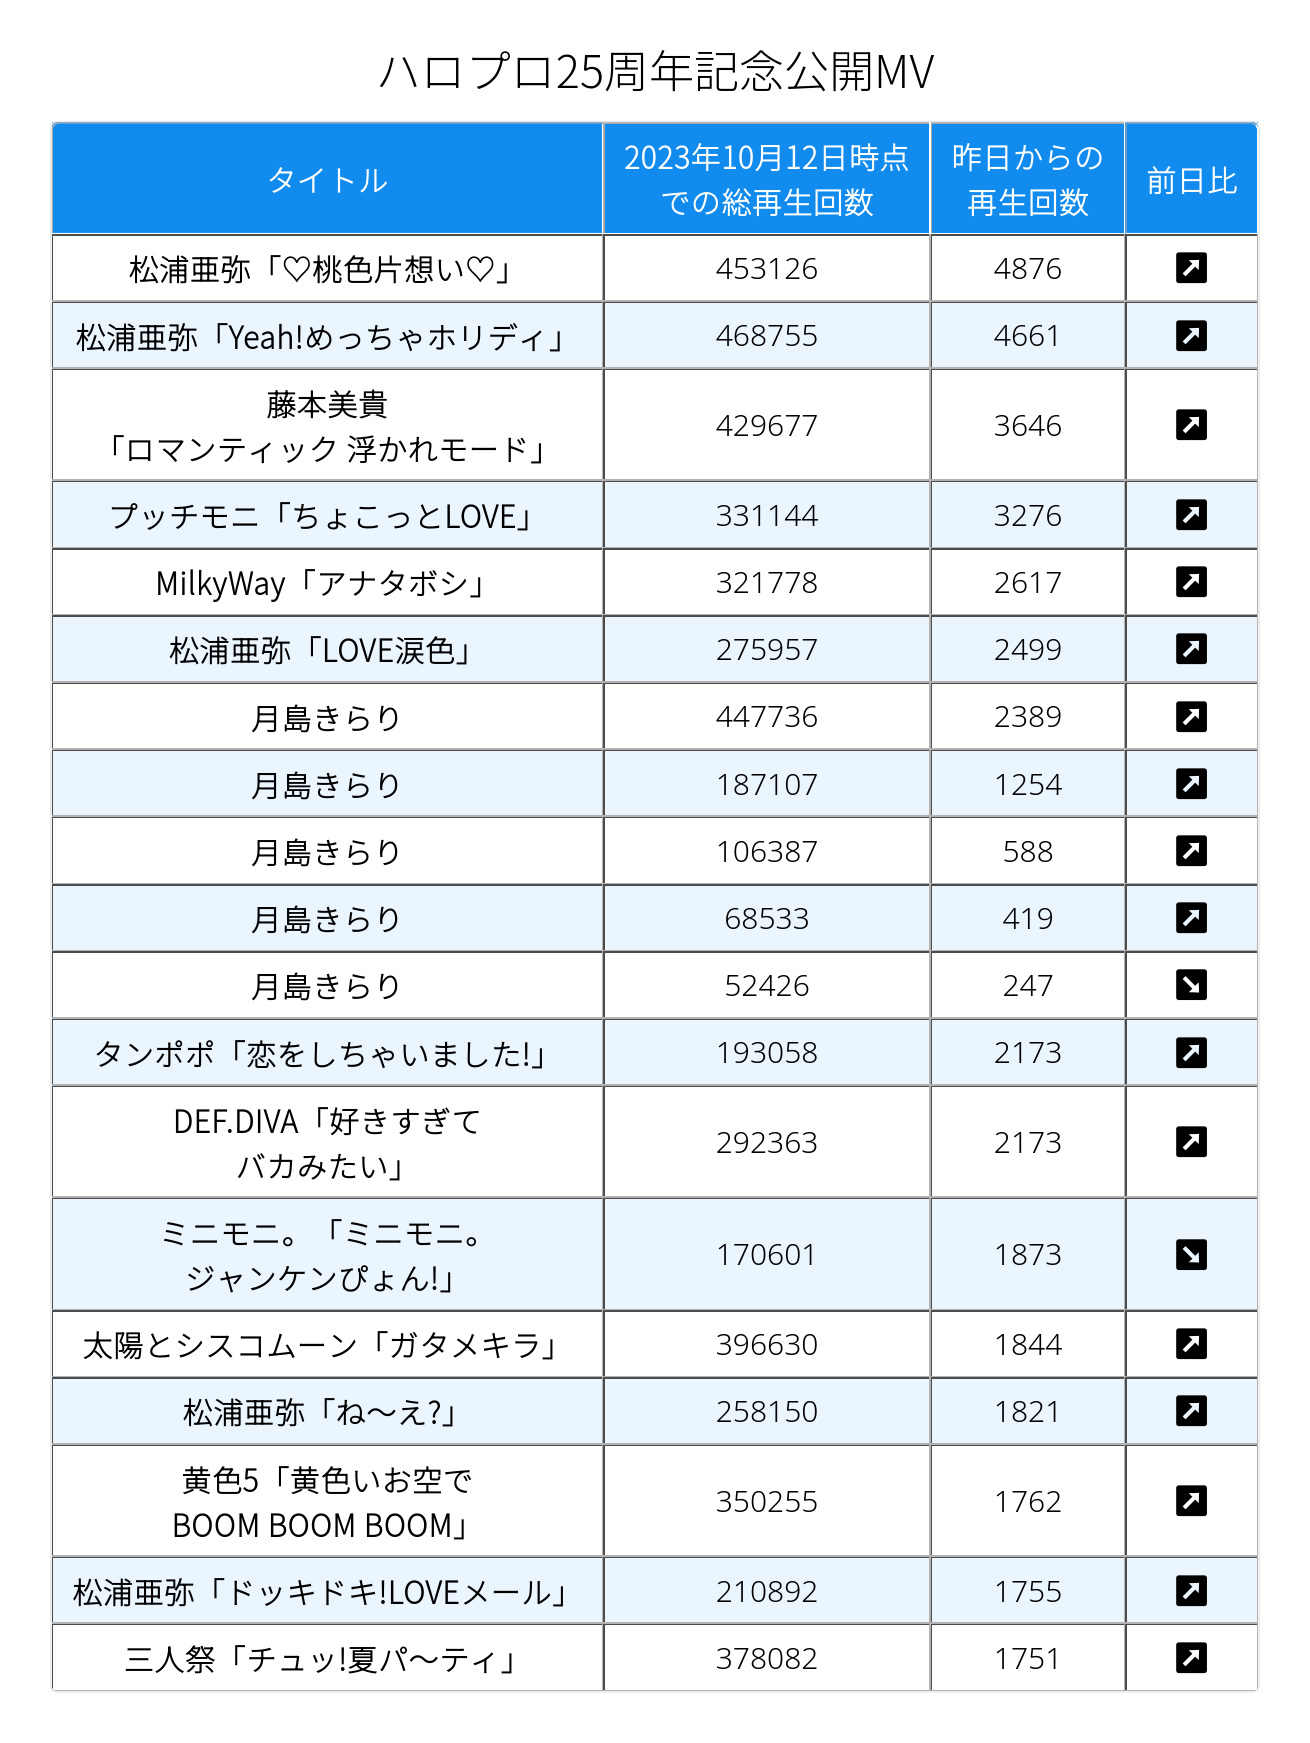 ハロプロ25周年記念公開MV
タイトル
2023年10月12日時点
での総再生回数
昨日からの
再生回数
前日比
松浦亜弥「♡桃色片想い♡」 453126 4876
松浦亜弥「Yeah!めっちゃホリディ」 468755 4661
藤本美貴
「ロマンティック 浮かれモード」 429677 3646
プッチモニ「ちょこっとLOVE」 331144 3276
MilkyWay「アナタボシ」 321778 2617
松浦亜弥「LOVE涙色」 275957 2499
月島きらり 447736 2389
月島きらり 187107 1254
月島きらり 106387 588
月島きらり 68533 419
月島きらり 52426 247
タンポポ「恋をしちゃいました!」 193058 2173
DEF.DIVA「好きすぎて
バカみたい」 292363 2173
ミニモニ。「ミニモニ。
ジャンケンぴょん!」 170601 1873
太陽とシスコムーン「ガタメキラ」 396630 1844
松浦亜弥「ね〜え?」 258150 1821
黄色5「黄色いお空で
BOOM BOOM BOOM」 350255 1762
松浦亜弥「ドッキドキ!LOVEメール」 210892 1755
三人祭「チュッ!夏パ〜ティ」 378082 1751